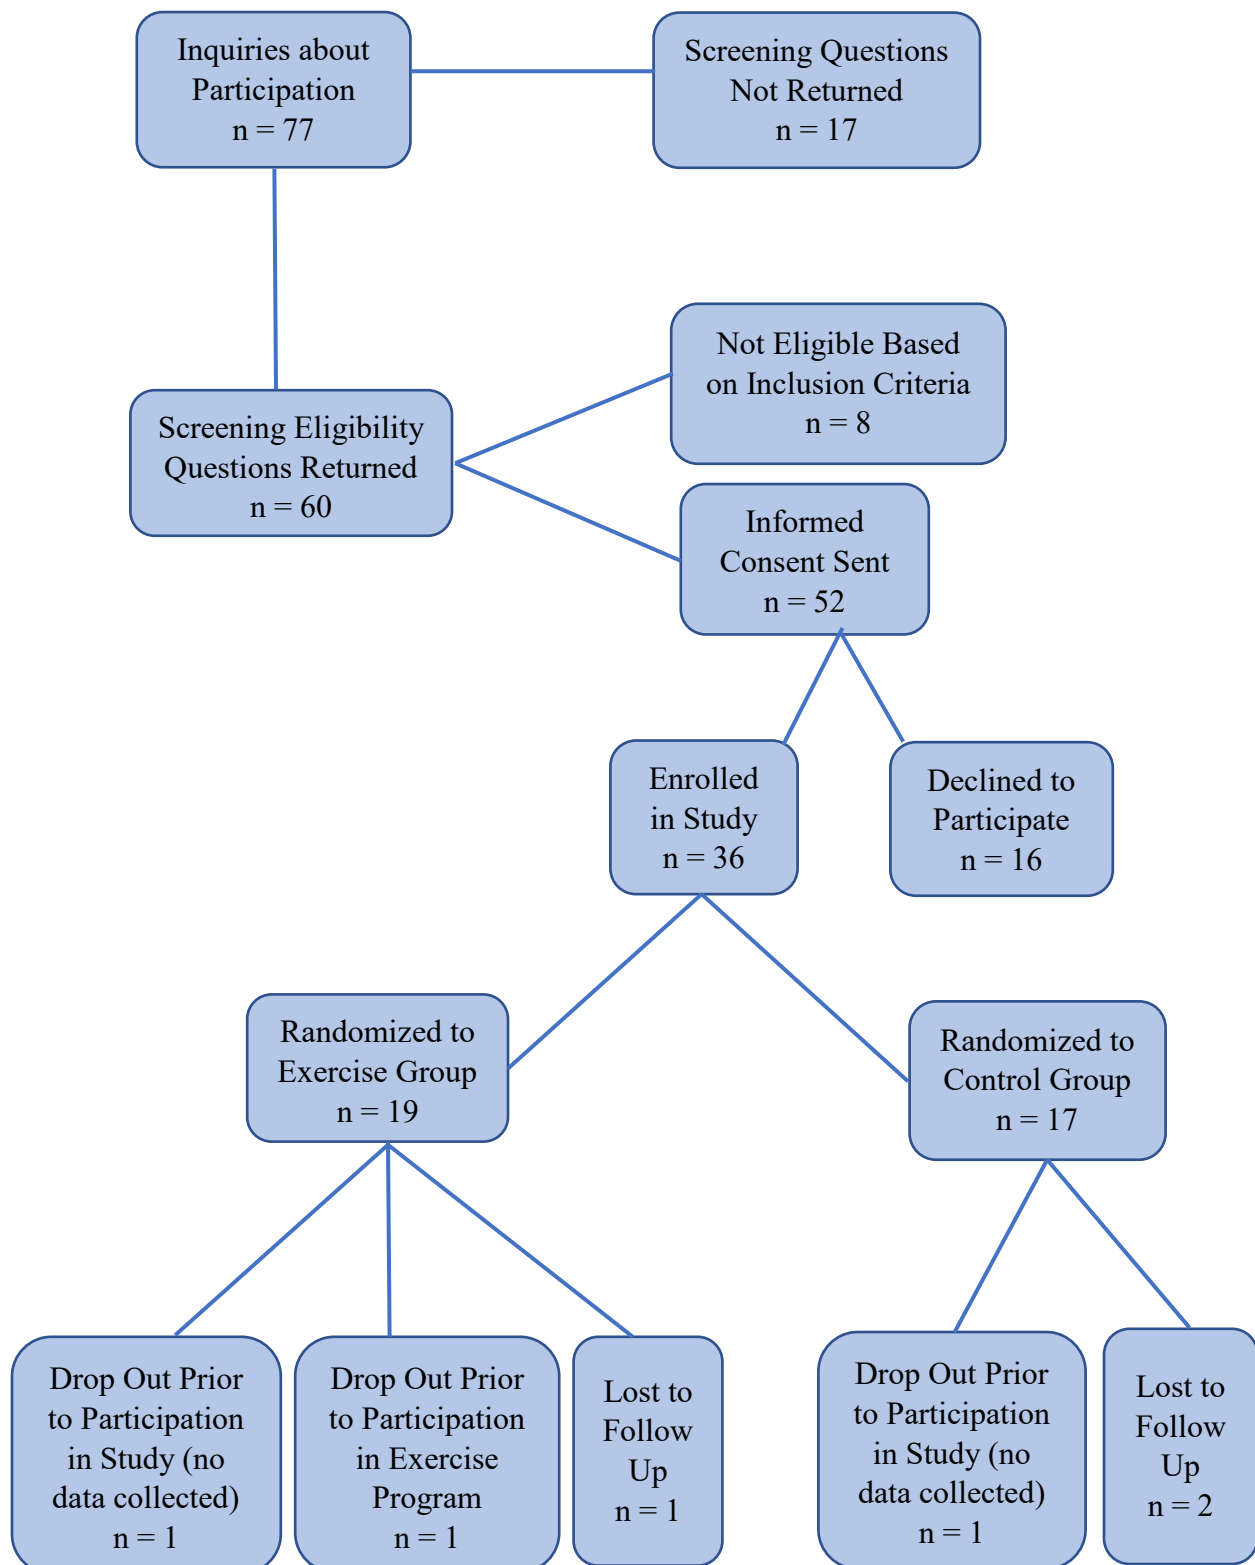 Inquiries about
Participation
n = 77
Screening Questions
Not Returned
n = 17
Not Eligible Based
on Inclusion Criteria
n = 8
Screening Eligibility
Questions Returned
n = 60
Informed
Consent Sent
n = 52
Enrolled
in Study
n = 36
Declined to
Participate
n = 16
Randomized to
Exercise Group
n = 19
Randomized to
Control Group
n = 17
Drop Out Prior
to Participation
in Study (no
data collected)
n = 1
Drop Out Prior
to Participation
in Exercise
Program
n = 1
Lost to
Follow
Up
n = 1
Drop Out Prior
to Participation
in Study (no
data collected)
n = 1
Lost to
Follow
Up
n = 2